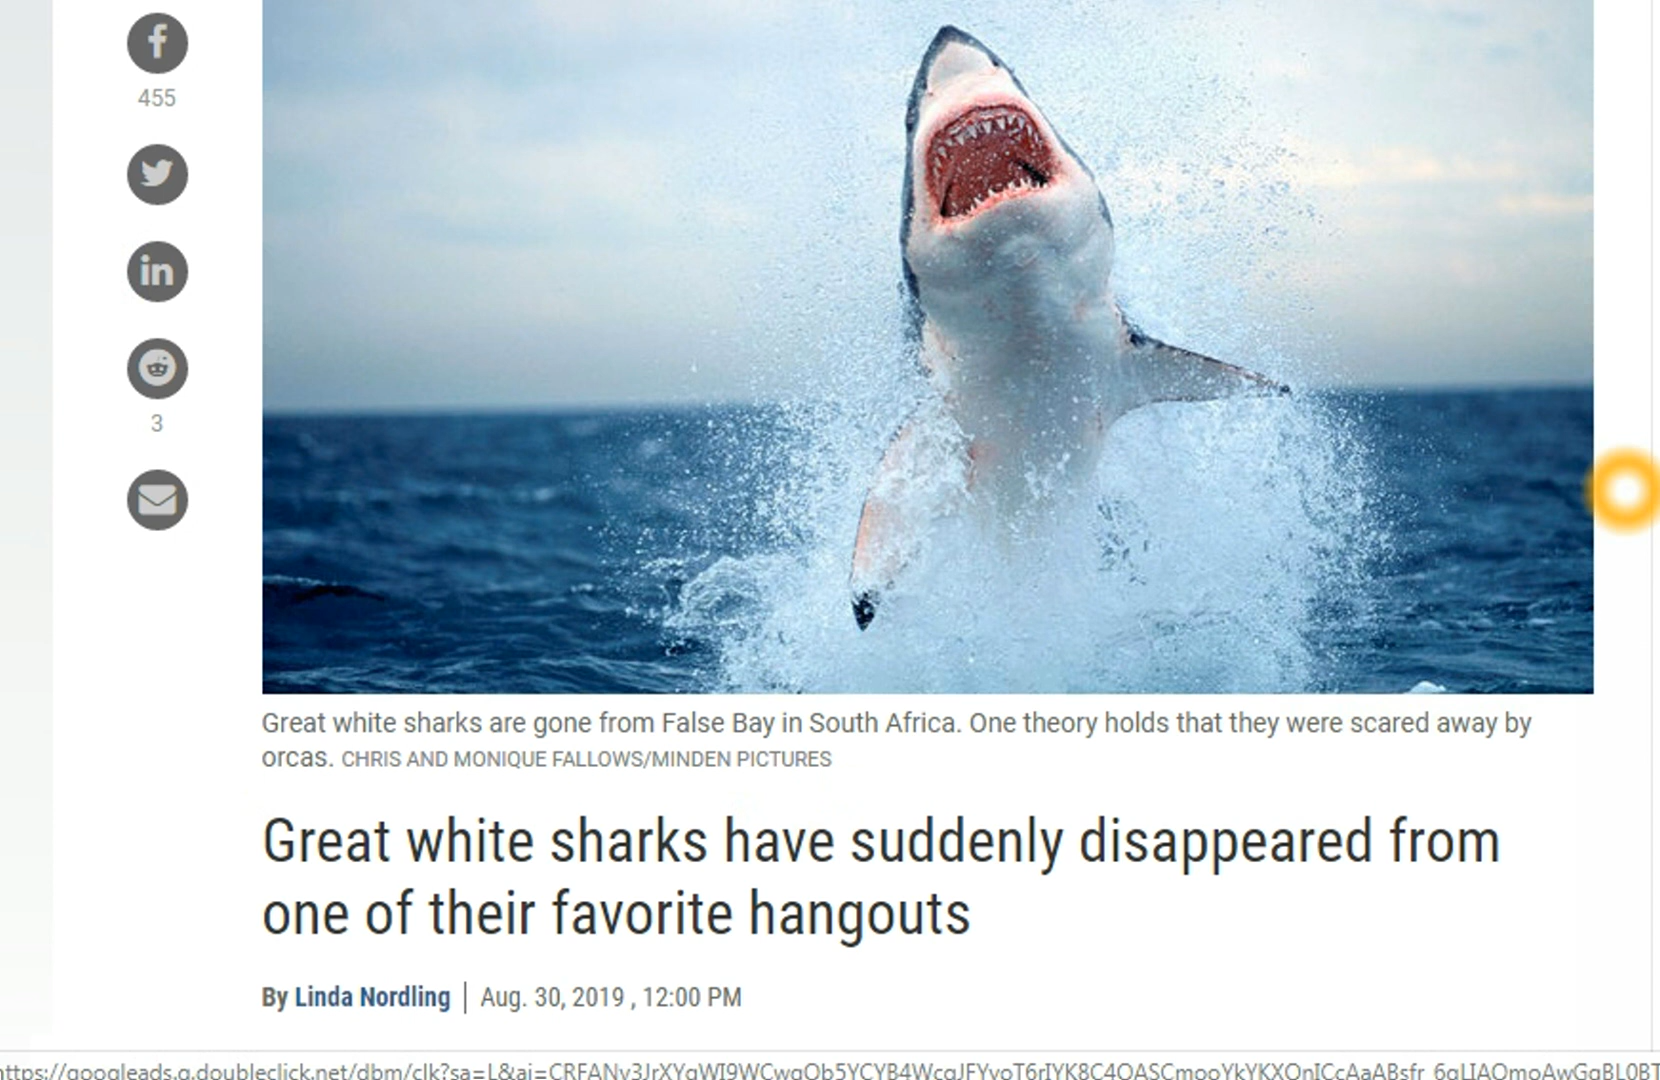 455
3
Great white sharks are gone from False Bay in South Africa. One theory holds that they were scared away by
orcas. CHRIS AND MONIQUE FALLOWS/MINDEN PICTURES
Great white sharks have suddenly disappeared from
one of their favorite hangouts
By Linda Nordling | Aug. 30, 2019 , 12:00 PM